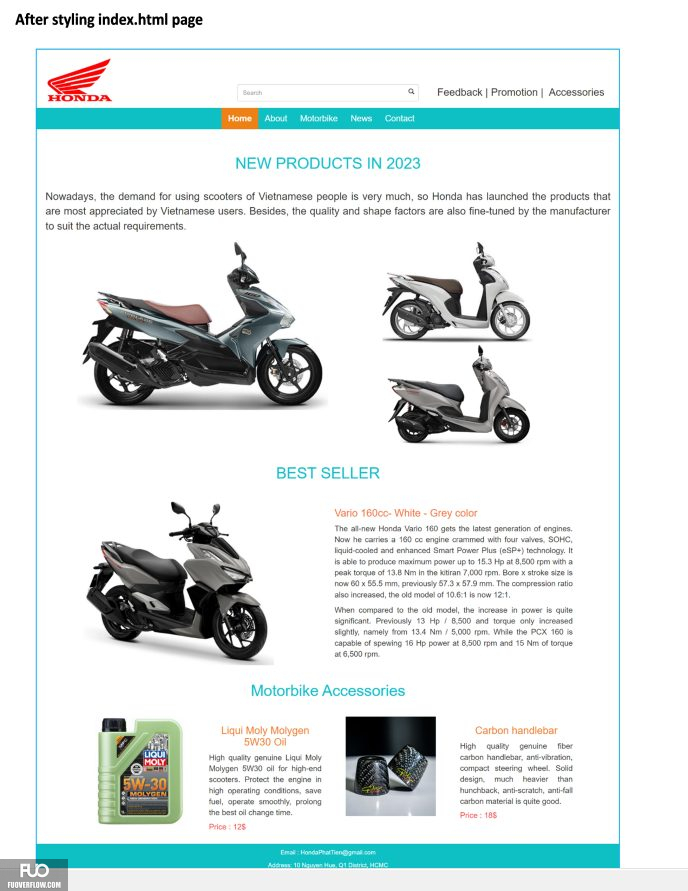 After styling index.html page
HONDA
Search
Feedback | Promotion | Accessories
Home About Motorbike News Contact
NEW PRODUCTS IN 2023
Nowadays, the demand for using scooters of Vietnamese people is very much, so Honda has launched the products that
are most appreciated by Vietnamese users. Besides, the quality and shape factors are also fine-tuned by the manufacturer
to suit the actual requirements.
BEST SELLER
Vario 160cc- White - Grey color
The all-new Honda Vario 160 gets the latest generation of engines.
Now he carries a 160 cc engine crammed with four valves, SOHC,
liquid-cooled and enhanced Smart Power Plus (eSP+) technology. It
is able to produce maximum power up to 15.3 Hp at 8,500 rpm with a
peak torque of 13.8 Nm in the kitiran 7,000 rpm. Bore x stroke size is
now 60 x 55.5 mm, previously 57.3 x 57.9 mm. The compression ratio
also increased, the old model of 10.6:1 is now 12:1.
When compared to the old model, the increase in power is quite
significant. Previously 13 Hp / 8,500 and torque only increased
slightly, namely from 13.4 Nm / 5,000 rpm. While the PCX 160 is
capable of spewing 16 Hp power at 8,500 rpm and 15 Nm of torque
at 6,500 rpm.
Motorbike Accessories
LIQUI
MOLY
5W-30
MOLYGEN
Liqui Moly Molygen
5W30 Oil
High quality genuine Liqui Moly
Molygen 5W30 oil for high-end
scooters. Protect the engine in
high operating conditions, save
fuel, operate smoothly, prolong
the best oil change time.
Price : 12$
Carbon handlebar
High quality genuine fiber
carbon handlebar, anti-vibration,
compact steering wheel. Solid
design, much heavier than
hunchback, anti-scratch, anti-fall
carbon material is quite good.
Price : 18$
Email : HondaPhatTien@gmail.com
Address: 10 Nguyen Hue, Q1 District, HCMC
FUO
FUOVERFLOW.COM